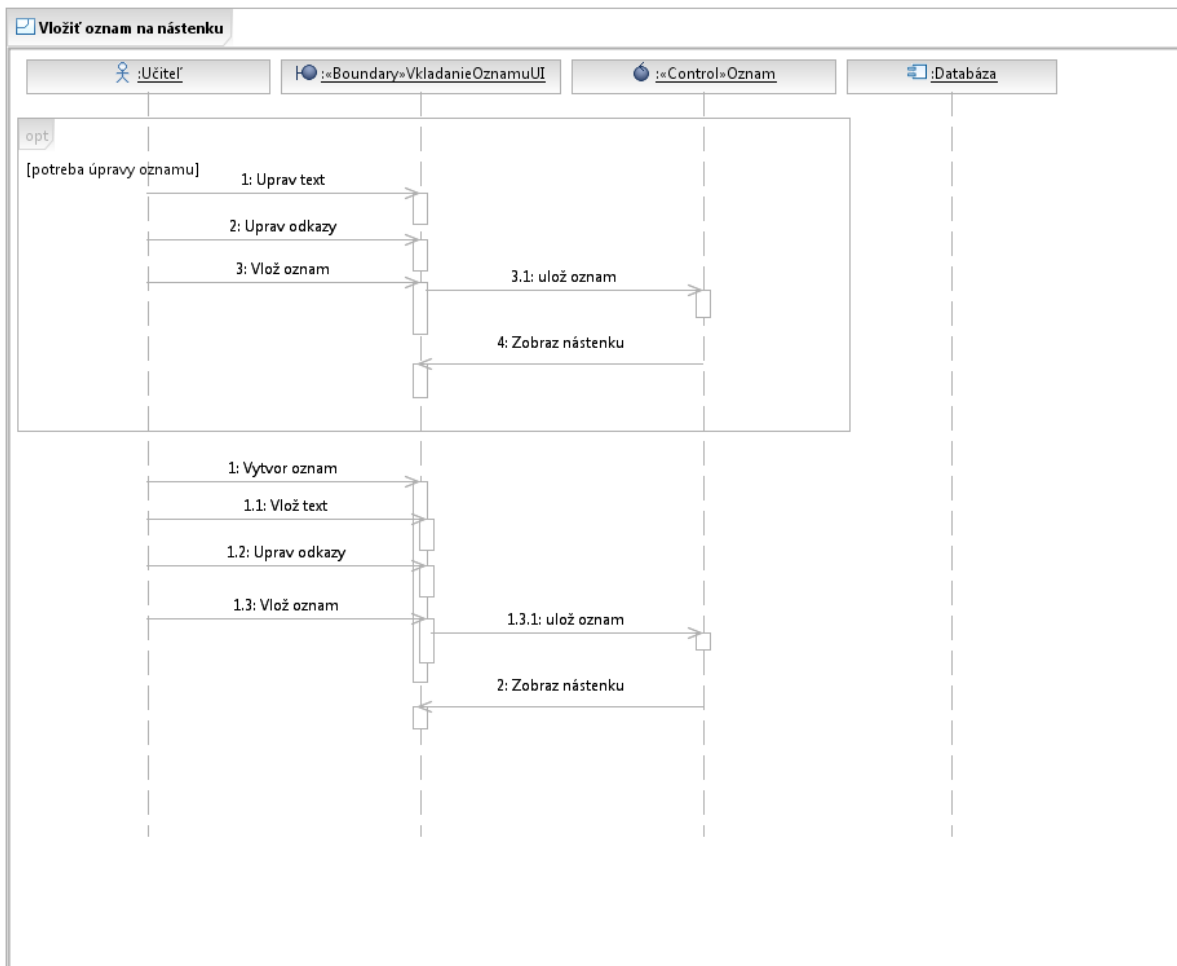 Vložiť oznam na nástenku
:Učiteľ
:«Boundary»VkladanieOznamuUI
:«Control»Oznam
:Databáza
opt
[potreba úpravy oznamu]
1: Uprav text
2: Uprav odkazy
3: Vlož oznam
3.1: ulož oznam
4: Zobraz nástenku
1: Vytvor oznam
1.1: Vlož text
1.2: Uprav odkazy
1.3: Vlož oznam
1.3.1: ulož oznam
2: Zobraz nástenku